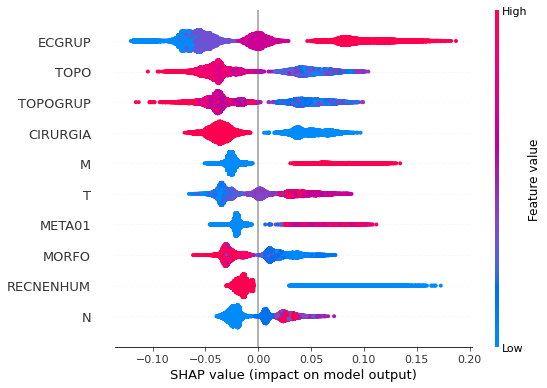 High
ECGRUP
TOPO
TOPOGRUP
CIRURGIA
M
T
META01
MORFO
RECNENHUM
N
Feature value
Low
−0.10 −0.05 0.00 0.05 0.10 0.15 0.20
SHAP value (impact on model output)